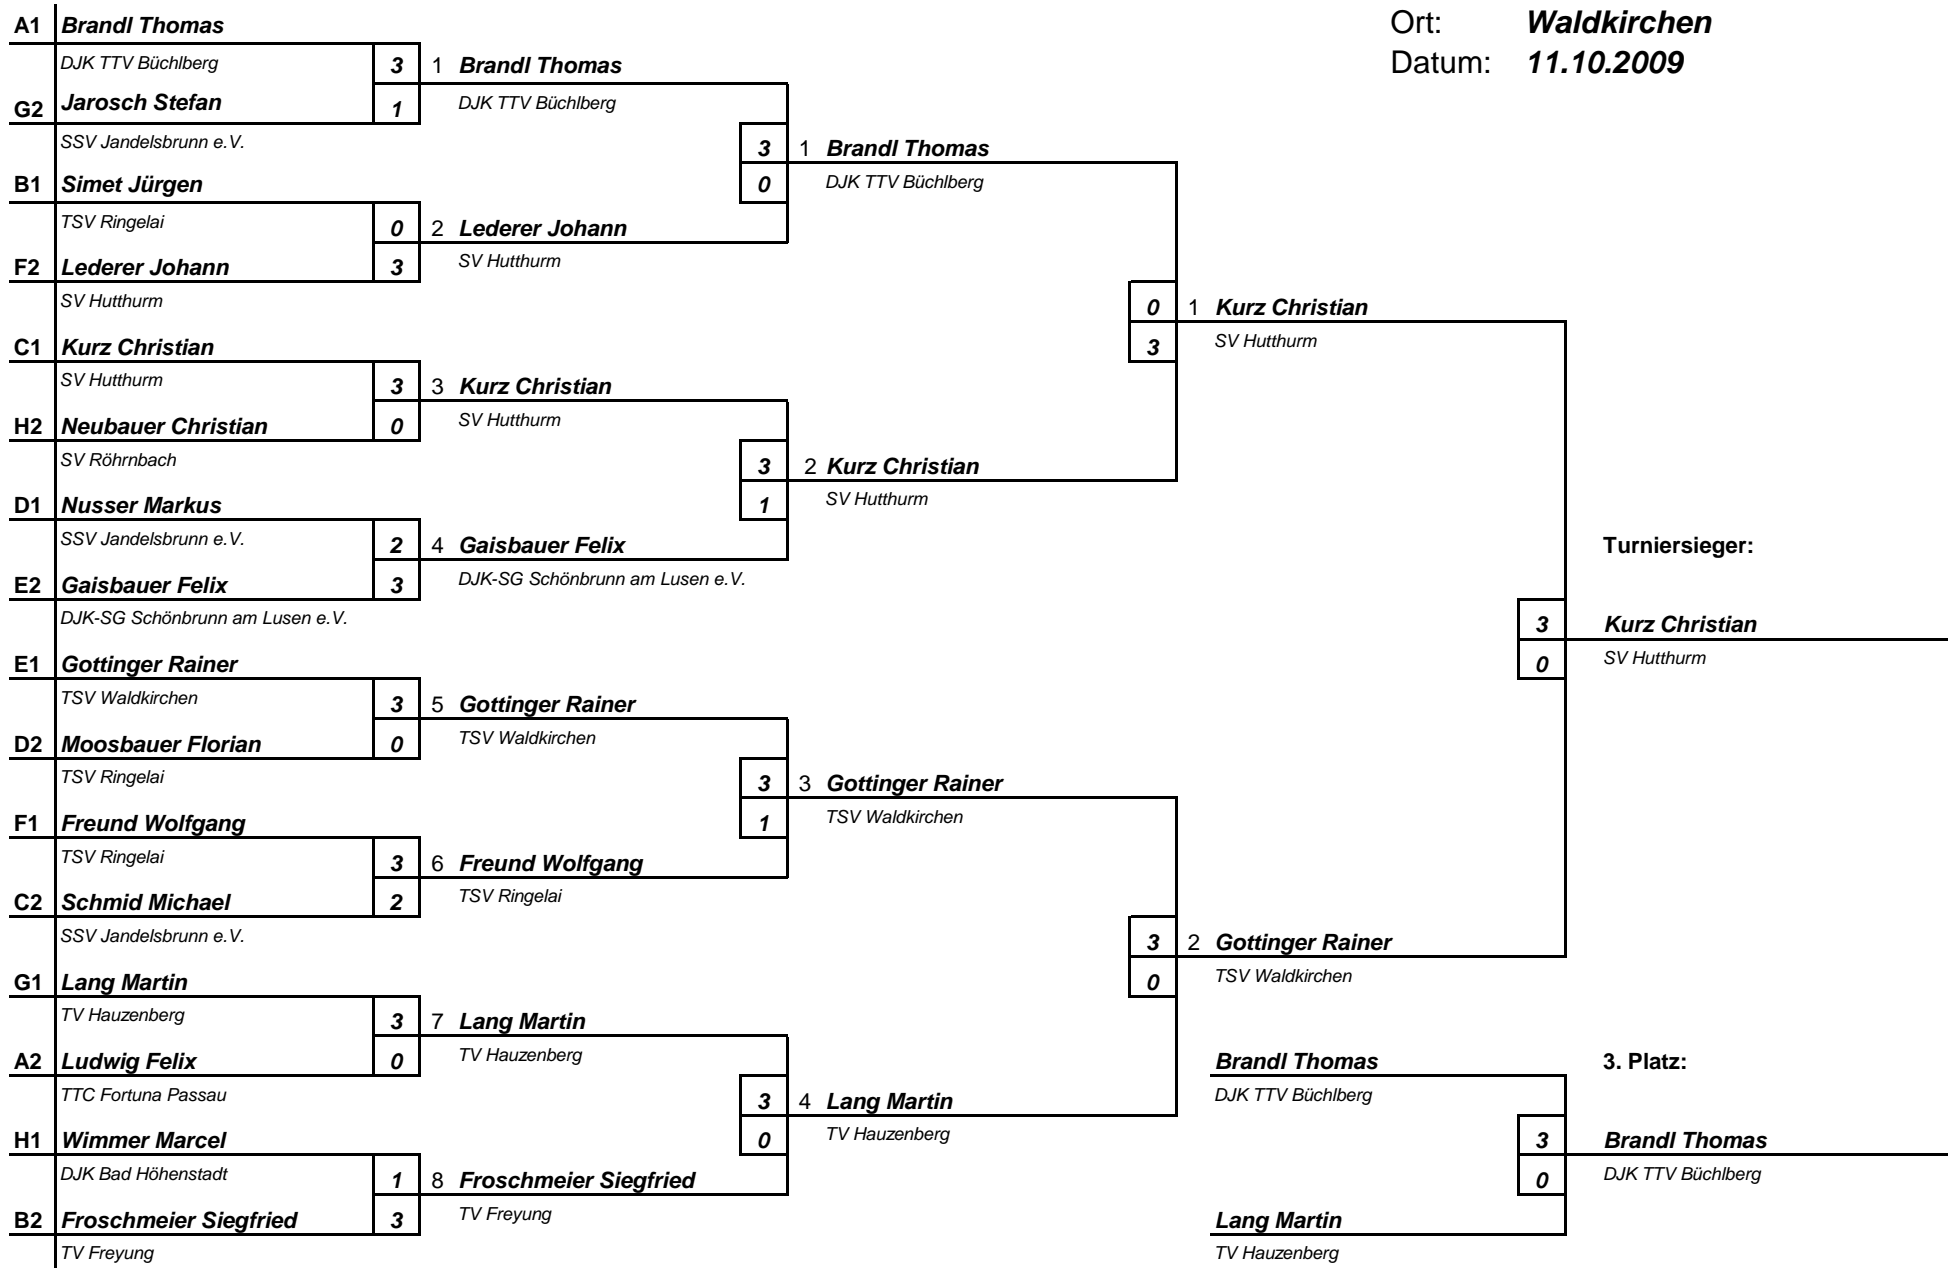 Ort: Waldkirchen
Datum: 11.10.2009
A1 Brandl Thomas
DJK TTV Büchlberg 3
G2 Jarosch Stefan 1
SSV Jandelsbrunn e.V.
B1 Simet Jürgen
TSV Ringelai 0
F2 Lederer Johann 3
SV Hutthurm
C1 Kurz Christian
SV Hutthurm 3
H2 Neubauer Christian 0
SV Röhrnbach
D1 Nusser Markus
SSV Jandelsbrunn e.V. 2
E2 Gaisbauer Felix 3
DJK-SG Schönbrunn am Lusen e.V.
E1 Gottinger Rainer
TSV Waldkirchen 3
D2 Moosbauer Florian 0
TSV Ringelai
F1 Freund Wolfgang
TSV Ringelai 3
C2 Schmid Michael 2
SSV Jandelsbrunn e.V.
G1 Lang Martin
TV Hauzenberg 3
A2 Ludwig Felix 0
TTC Fortuna Passau
H1 Wimmer Marcel
DJK Bad Höhenstadt 1
B2 Froschmeier Siegfried 3
TV Freyung
1 Brandl Thomas
DJK TTV Büchlberg
3
0
2 Lederer Johann
SV Hutthurm
3 Kurz Christian
SV Hutthurm
3
1
4 Gaisbauer Felix
DJK-SG Schönbrunn am Lusen e.V.
5 Gottinger Rainer
TSV Waldkirchen
3
1
6 Freund Wolfgang
TSV Ringelai
7 Lang Martin
TV Hauzenberg
3
0
8 Froschmeier Siegfried
TV Freyung
1 Brandl Thomas
DJK TTV Büchlberg
0
3
2 Kurz Christian
SV Hutthurm
3 Gottinger Rainer
TSV Waldkirchen
3
0
4 Lang Martin
TV Hauzenberg
1 Kurz Christian
SV Hutthurm
3
0
2 Gottinger Rainer
TSV Waldkirchen
Turniersieger:
Kurz Christian
SV Hutthurm
Brandl Thomas
DJK TTV Büchlberg
3
0
Lang Martin
TV Hauzenberg
3. Platz:
Brandl Thomas
DJK TTV Büchlberg